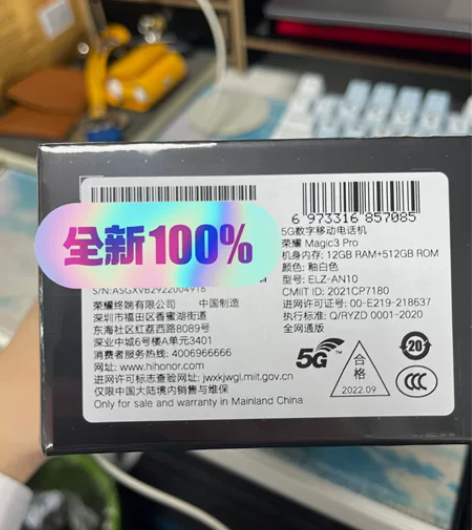 6 973316 857085
全新100%
5G数字移动电话机
荣耀 Magic3 Pro
机身内存: 12GB RAM+512GB ROM
颜色: 釉白色
型号: ELZ-AN10
CMIIT ID: 2021CP7180
进网许可证号: 00-E219-218637
执行标准: Q/RYZD 0001-2020
全网通版
S/N:ASGXVB2922004916
荣耀终端有限公司 中国制造
深圳市福田区香蜜湖街道
东海社区红荔西路8089号
深业中城6号楼A单元3401
消费者服务热线: 4006966666
网址: www.hihonor.com
进网许可标志查验网址: jwxkjwgl.miit.gov.cn
仅限中国大陆境内销售与维保
Only for sale and warranty in Mainland China
5G
合
格
2022.09
20
CCC